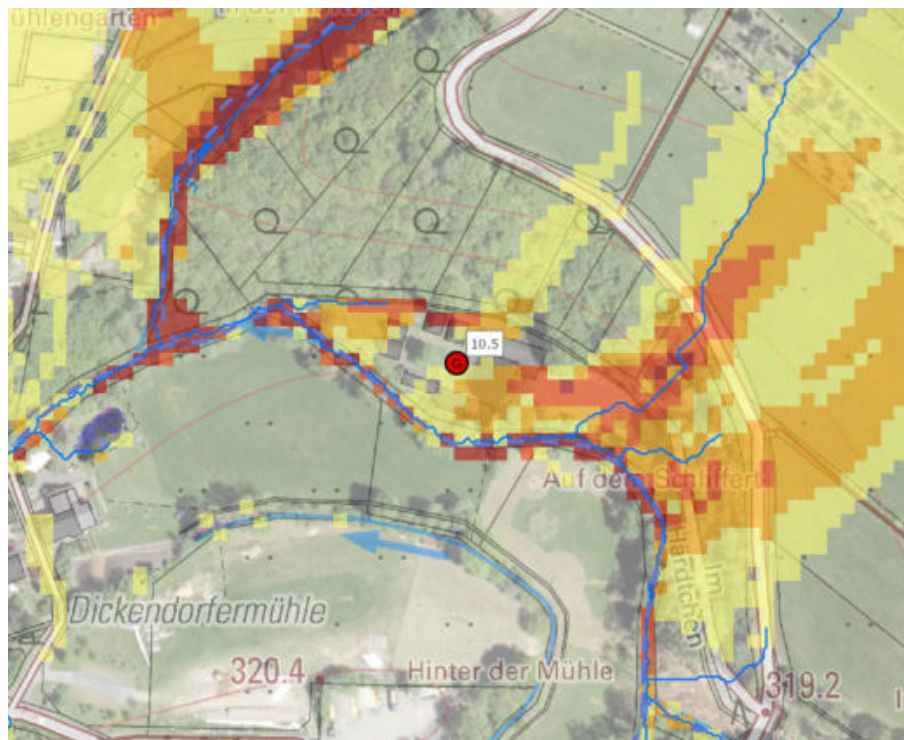 ühlengarten
10.5
G
Auf dem Schiffert
Im
Härdtchen
Dickendorfermühle
320.4
Hinter der Mühle
319.2